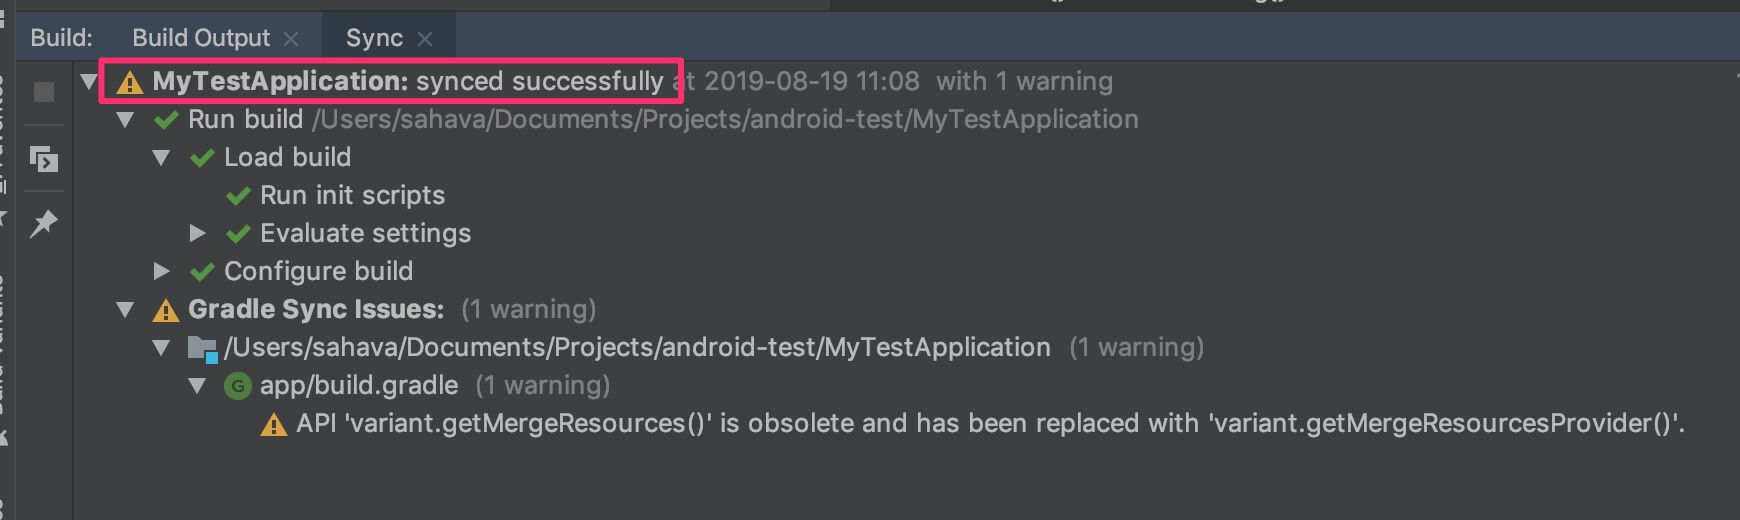 Build: Build Output Sync
MyTestApplication: synced successfully at 2019-08-19 11:08 with 1 warning
Run build /Users/sahava/Documents/Projects/android-test/MyTestApplication
Load build
Run init scripts
Evaluate settings
Configure build
Gradle Sync Issues: (1 warning)
/Users/sahava/Documents/Projects/android-test/MyTestApplication (1 warning)
G app/build.gradle (1 warning)
API 'variant.getMergeResources()' is obsolete and has been replaced with 'variant.getMergeResourcesProvider()'.